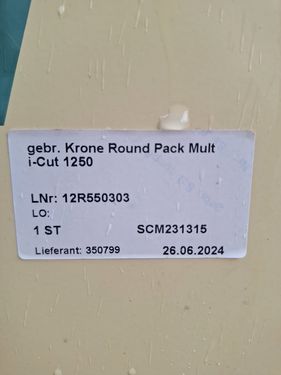 gebr. Krone Round Pack Mult
i-Cut 1250
LNr: 12R550303
LO:
1 ST SCM231315
Lieferant: 350799 26.06.2024